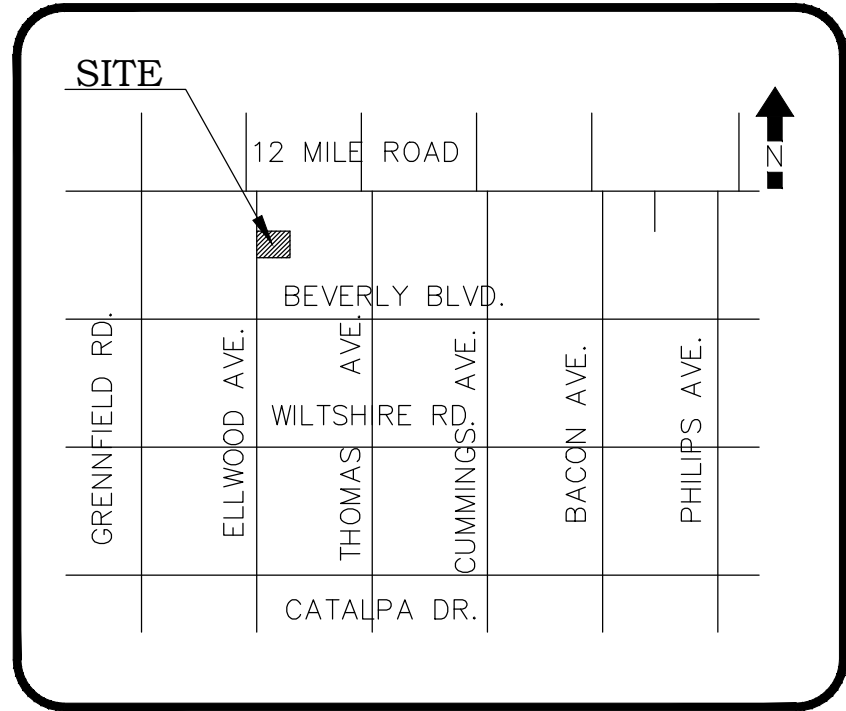 SITE
12 MILE ROAD
N
BEVERLY BLVD.
GRENNFIELD RD.
ELLWOOD AVE.
THOMAS AVE.
CUMMINGS. AVE.
BACON AVE.
PHILIPS AVE.
WILTSHIRE RD.
CATALPA DR.